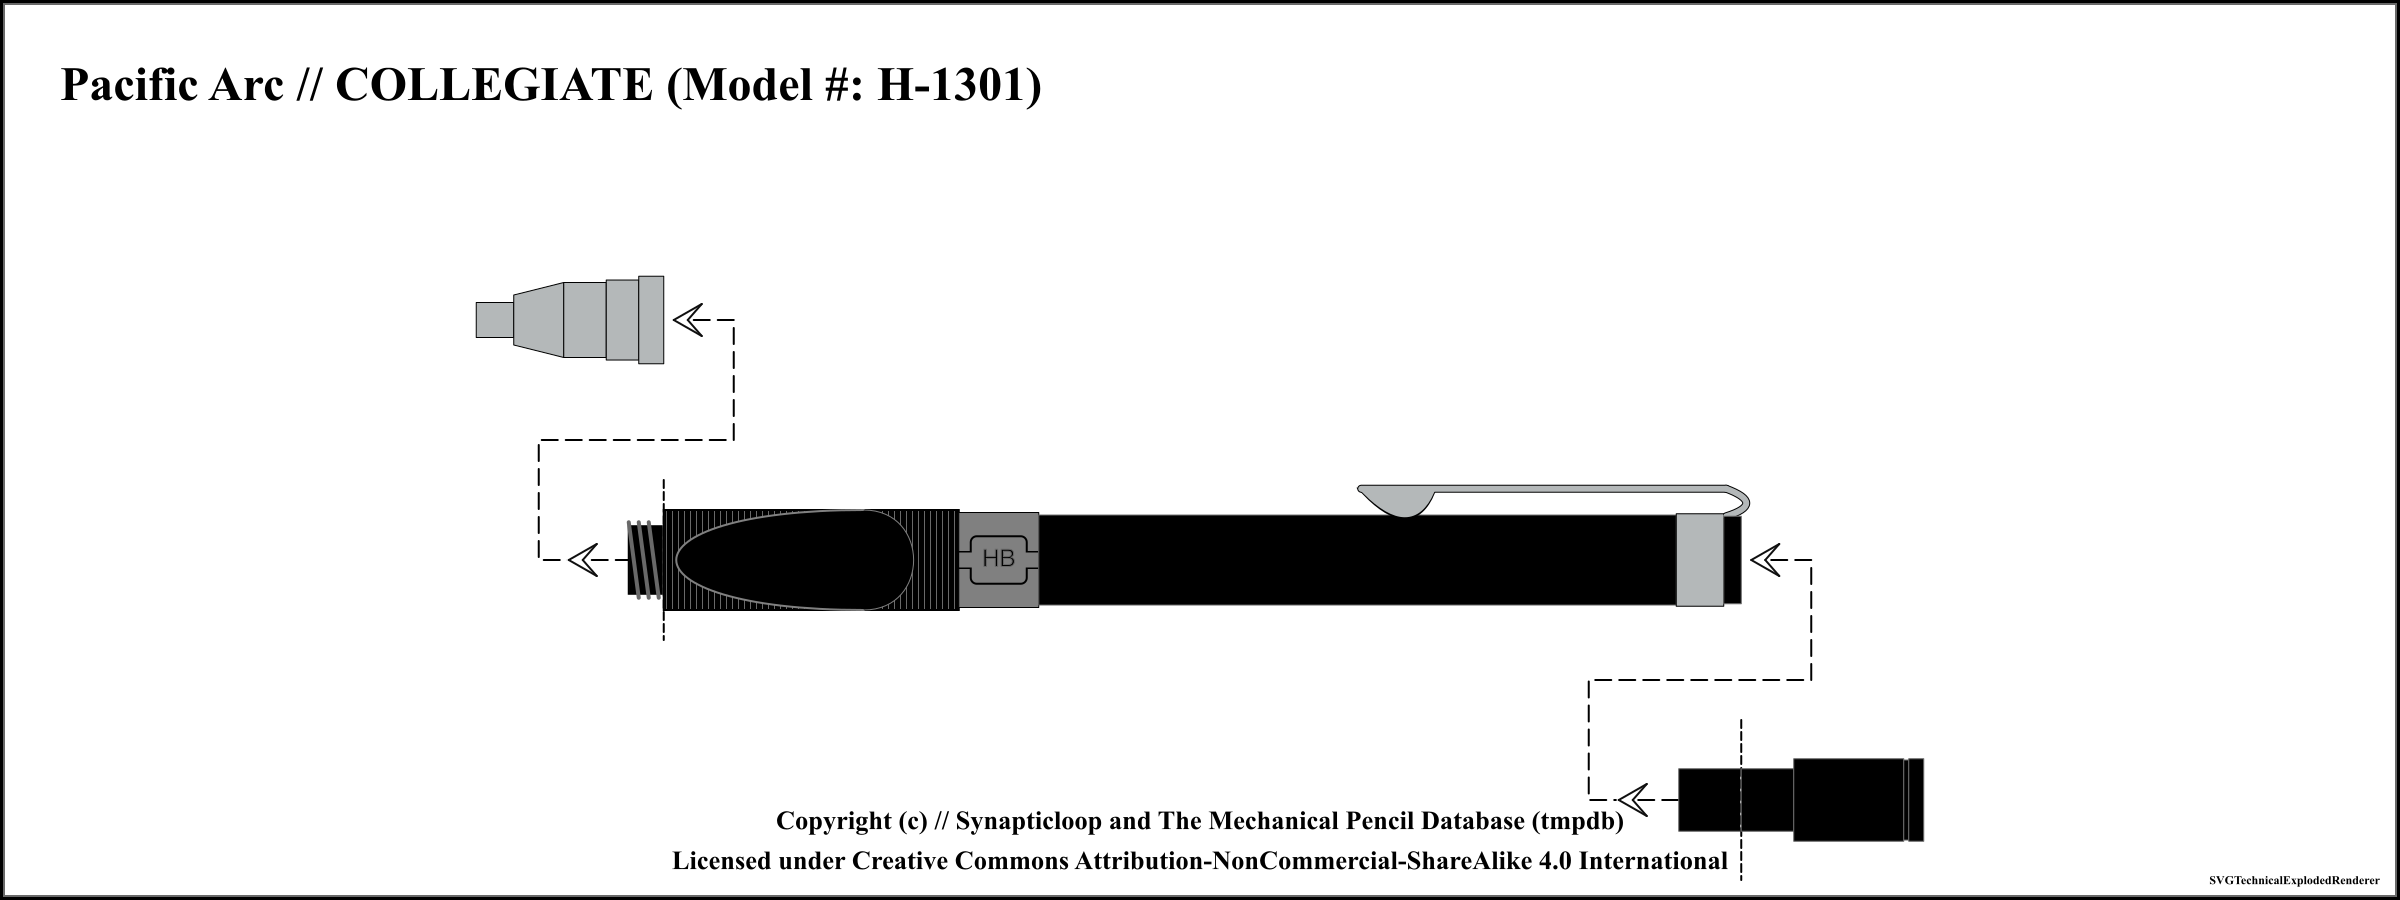 Pacific Arc // COLLEGIATE (Model #: H-1301)
HB
Copyright (c) // Synapticloop and The Mechanical Pencil Database (tmpdb)
Licensed under Creative Commons Attribution-NonCommercial-ShareAlike 4.0 International
SVGTechnicalExplodedRenderer